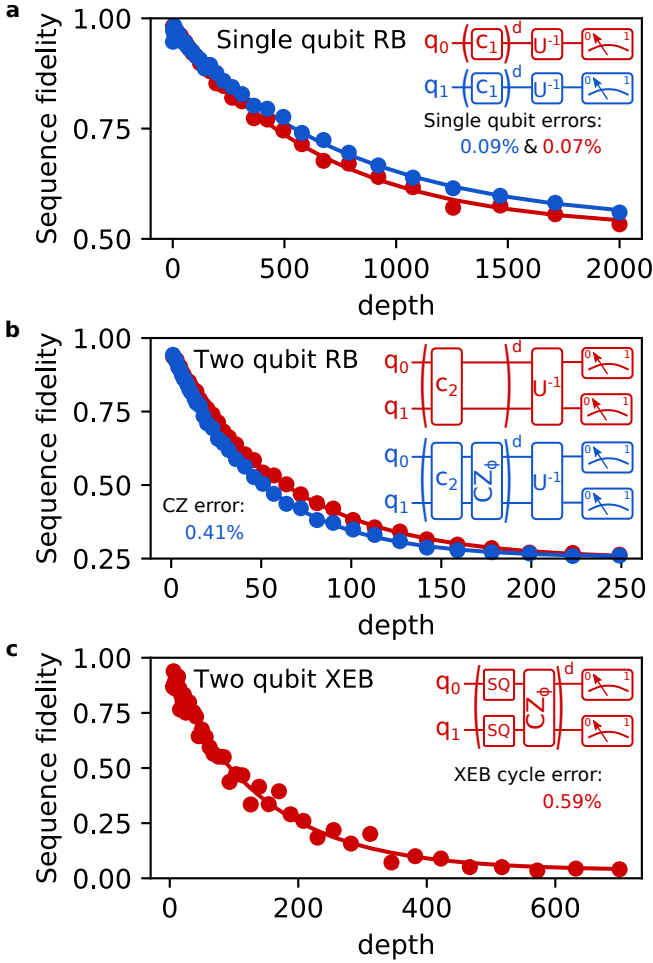 a
Single qubit RB
Sequence fidelity
1.00
0.75
0.50
0
500
1000
1500
2000
depth
q0 ( c1 )d U-1 0 1
q1 ( c1 )d U-1 0 1
Single qubit errors:
0.09% & 0.07%
b
Two qubit RB
Sequence fidelity
1.00
0.75
0.50
0.25
0
50
100
150
200
250
depth
q0
q1
( c2 )d U-1 0 1
0 1
q0
q1
( c2 CZϕ )d U-1 0 1
0 1
CZ error:
0.41%
c
Two qubit XEB
Sequence fidelity
1.00
0.75
0.50
0.25
0.00
0
200
400
600
depth
q0 ( SQ CZϕ )d 0 1
q1 SQ 0 1
XEB cycle error:
0.59%